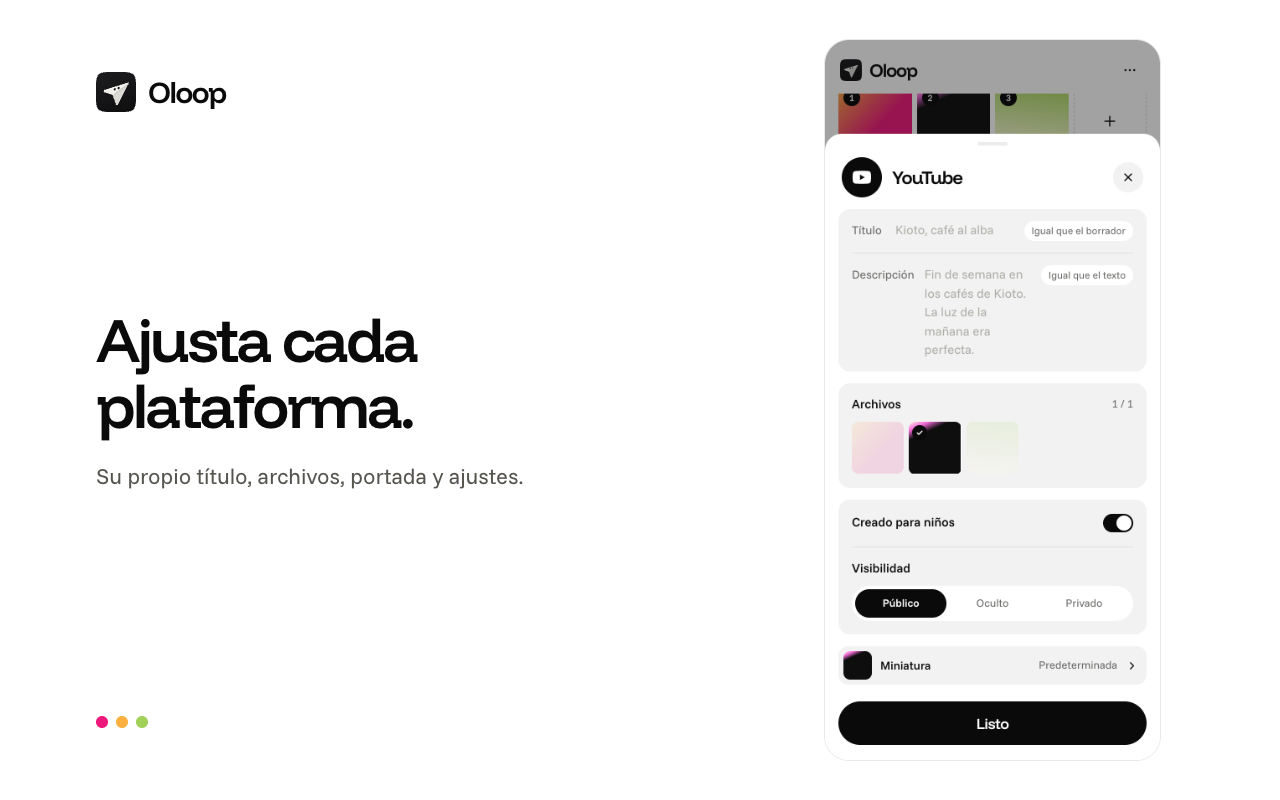 Oloop
Ajusta cada
plataforma.
Su propio título, archivos, portada y ajustes.
Oloop
1
2
3
YouTube
Título
Kioto, café al alba
Igual que el borrador
Descripción
Fin de semana en
los cafés de Kioto.
La luz de la
mañana era
perfecta.
Igual que el texto
Archivos
1 / 1
Creado para niños
Visibilidad
Público
Oculto
Privado
Miniatura
Predeterminada
Listo